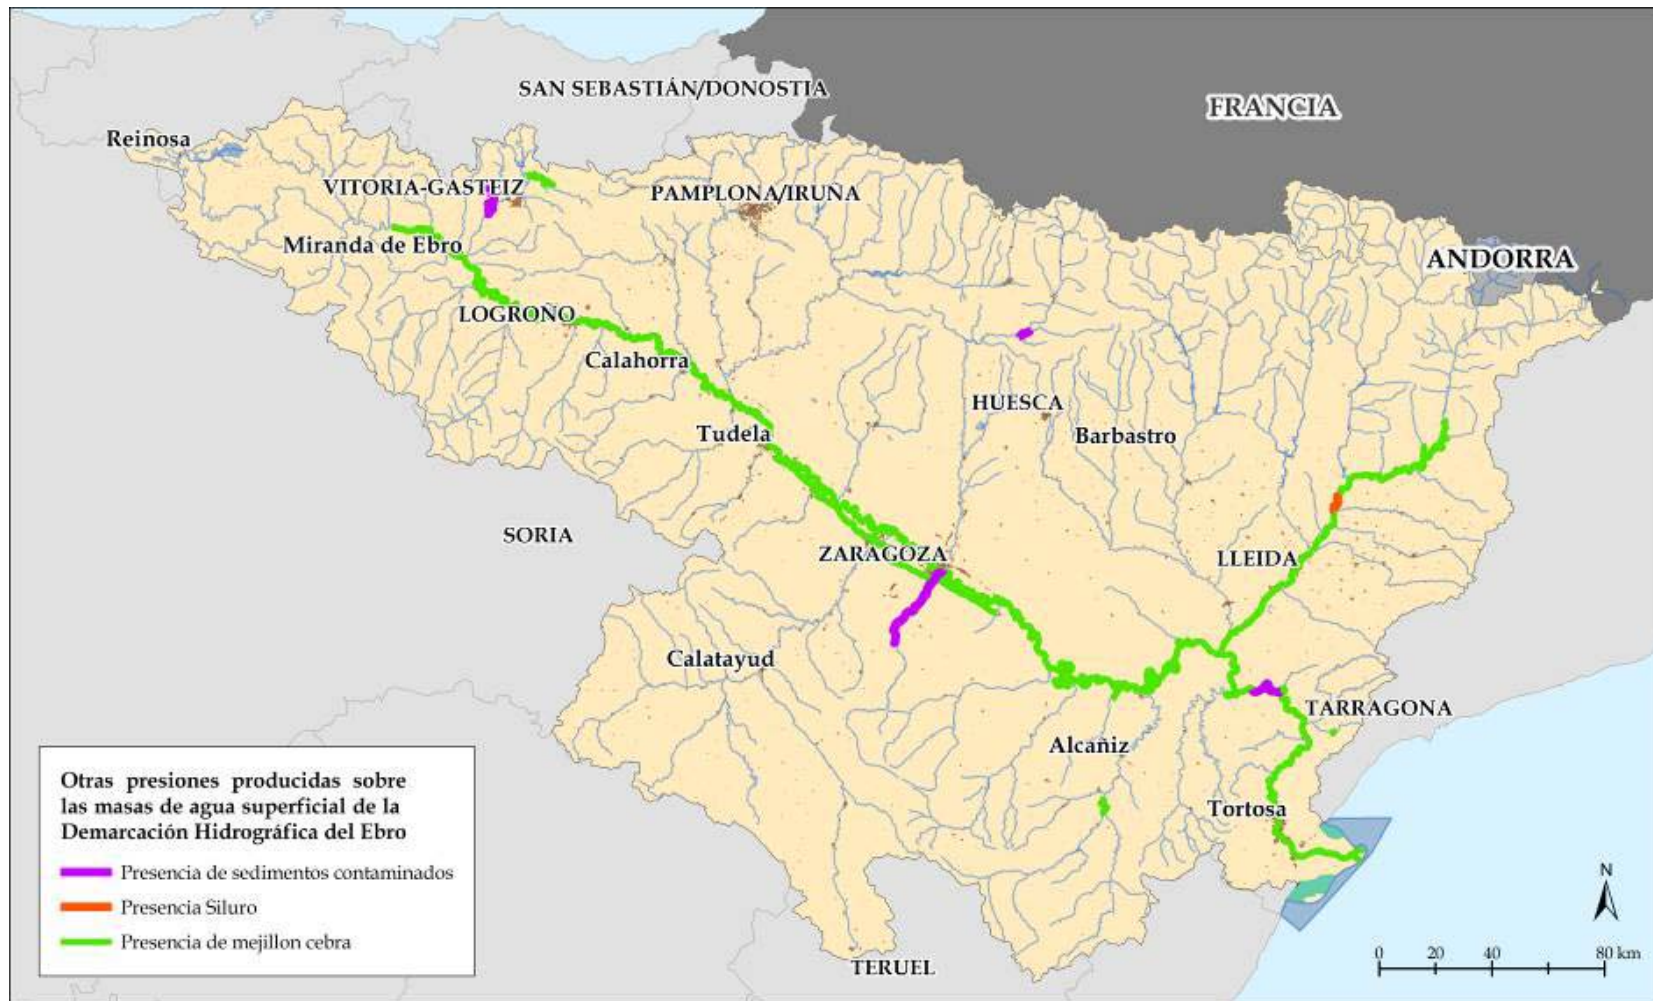 SAN SEBASTIÁN/DONOSTIA
FRANCIA
Reinosa
VITORIA-GASTEIZ
PAMPLONA/IRUÑA
Miranda de Ebro
ANDORRA
LOGROÑO
Calahorra
HUESCA
Tudela
Barbastro
SORIA
ZARAGOZA
LLEIDA
Calatayud
TARRAGONA
Alcañiz
Tortosa
TERUEL
Otras presiones producidas sobre
las masas de agua superficial de la
Demarcación Hidrográfica del Ebro
Presencia de sedimentos contaminados
Presencia Siluro
Presencia de mejillon cebra
N
0 20 40 80 km